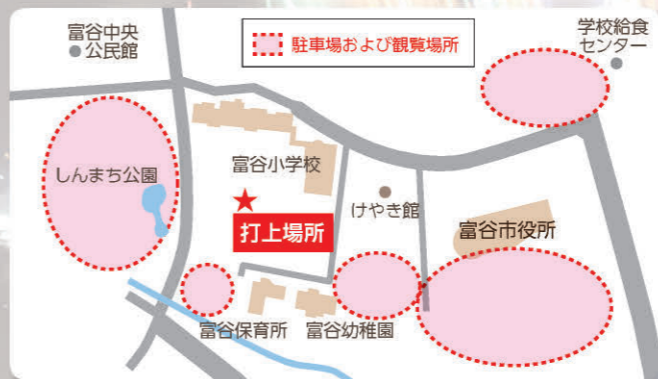 富谷中央
公民館
駐車場および観覧場所
学校給食
センター
しんまち公園
富谷小学校
打上場所
けやき館
富谷市役所
富谷保育所
富谷幼稚園